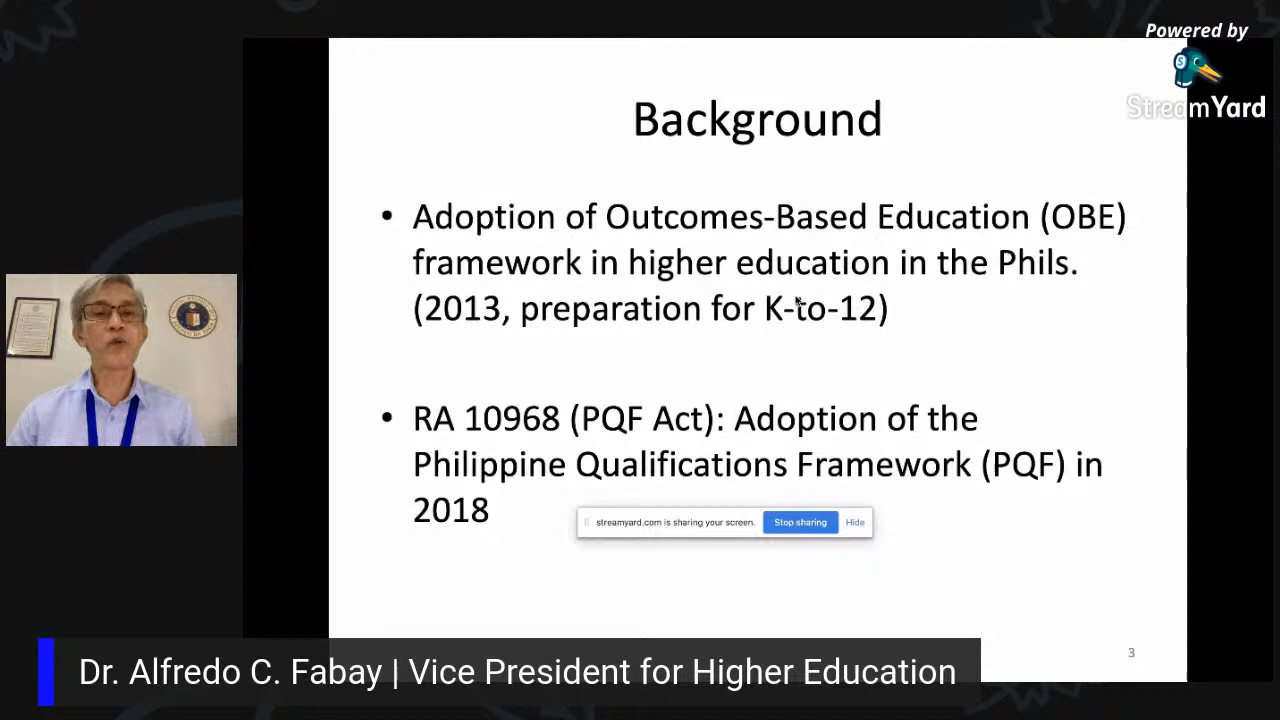 Powered by
StreamYard
Background
• Adoption of Outcomes-Based Education (OBE)
framework in higher education in the Phils.
(2013, preparation for K-to-12)
• RA 10968 (PQF Act): Adoption of the
Philippine Qualifications Framework (PQF) in
2018
streamyard.com is sharing your screen.
Stop sharing
Hide
3
Dr. Alfredo C. Fabay | Vice President for Higher Education